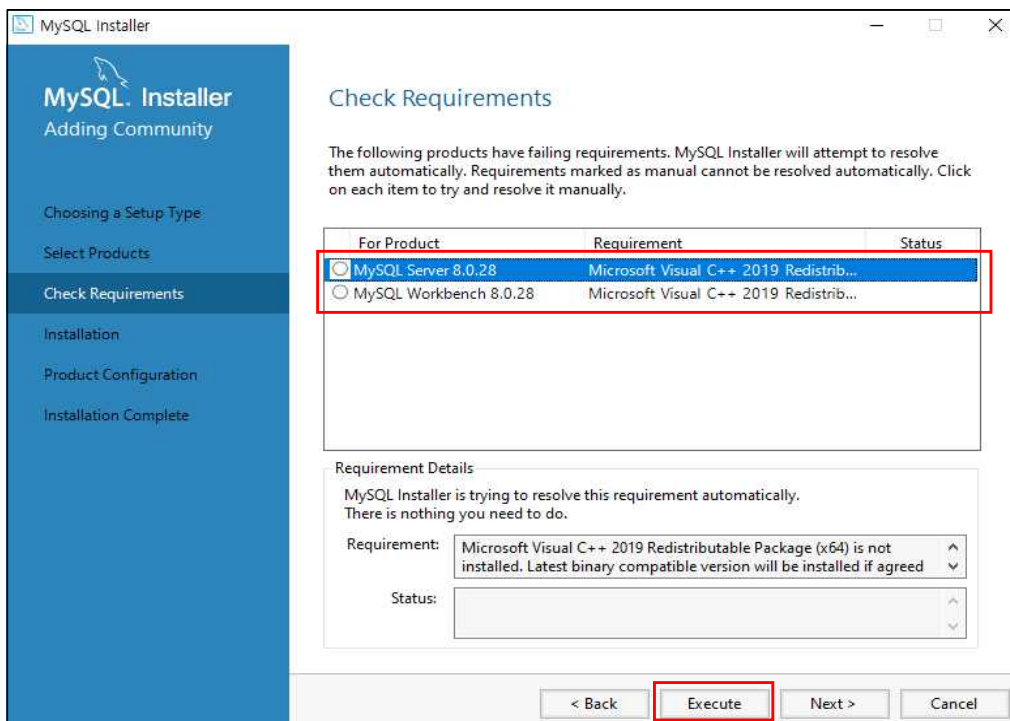 MySQL Installer
MySQL. Installer
Adding Community
Choosing a Setup Type
Select Products
Check Requirements
Installation
Product Configuration
Installation Complete
Check Requirements
The following products have failing requirements. MySQL Installer will attempt to resolve
them automatically. Requirements marked as manual cannot be resolved automatically. Click
on each item to try and resolve it manually.
For Product Requirement Status
MySQL Server 8.0.28 Microsoft Visual C++ 2019 Redistrib...
MySQL Workbench 8.0.28 Microsoft Visual C++ 2019 Redistrib...
Requirement Details
MySQL Installer is trying to resolve this requirement automatically.
There is nothing you need to do.
Requirement: Microsoft Visual C++ 2019 Redistributable Package (x64) is not
installed. Latest binary compatible version will be installed if agreed
Status:
< Back Execute Next > Cancel